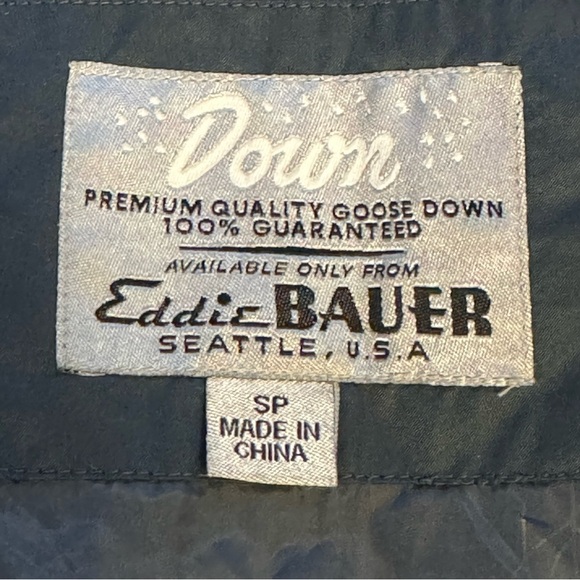 Down
PREMIUM QUALITY GOOSE DOWN
100% GUARANTEED
AVAILABLE ONLY FROM
Eddie BAUER
SEATTLE, U.S.A
SP
MADE IN
CHINA